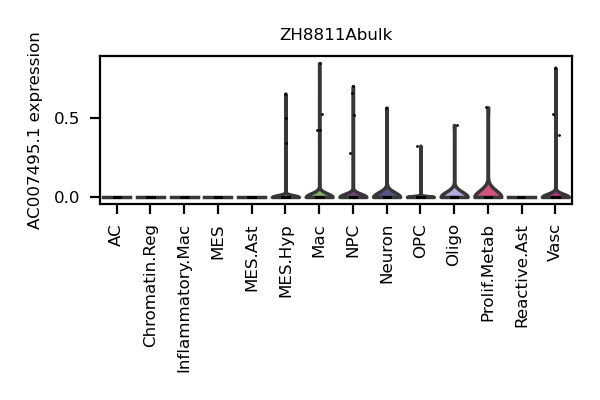 ZH8811Abulk
AC007495.1 expression
0.5
0.0
AC
Chromatin.Reg
Inflammatory.Mac
MES
MES.Ast
MES.Hyp
Mac
NPC
Neuron
OPC
Oligo
Prolif.Metab
Reactive.Ast
Vasc